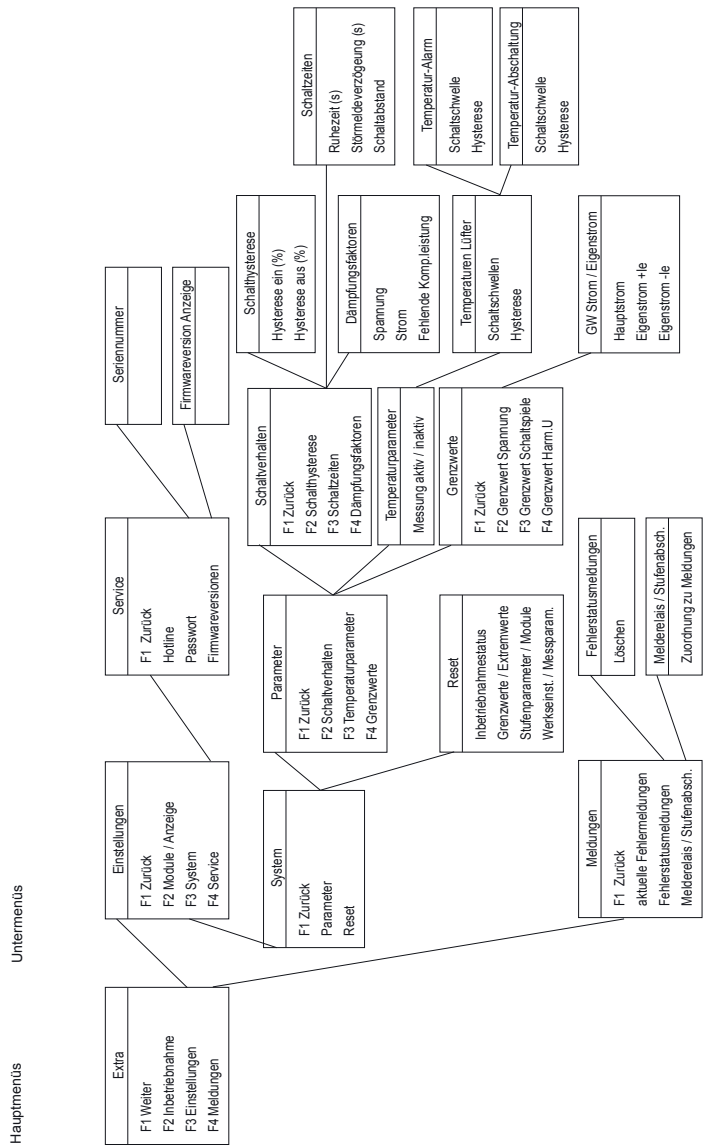 Hauptmenüs
Untermenüs
Extra
F1 Weiter
F2 Inbetriebnahme
F3 Einstellungen
F4 Meldungen
Einstellungen
F1 Zurück
F2 Module / Anzeige
F3 System
F4 Service
System
F1 Zurück
Parameter
Reset
Meldungen
F1 Zurück
aktuelle Fehlermeldungen
Fehlerstatusmeldungen
Melderelais / Stufenabsch.
Service
F1 Zurück
Hotline
Passwort
Firmwareversionen
Parameter
F1 Zurück
F2 Schaltverhalten
F3 Temperaturparameter
F4 Grenzwerte
Reset
Inbetriebnahmestatus
Grenzwerte / Extremwerte
Stufenparameter / Module
Werkseinst. / Messparam.
Fehlerstatusmeldungen
Löschen
Melderelais / Stufenabsch.
Zuordnung zu Meldungen
Seriennummer
Firmwareversion Anzeige
Schaltverhalten
F1 Zurück
F2 Schalthysterese
F3 Schaltzeiten
F4 Dämpfungsfaktoren
Temperaturparameter
Messung aktiv / inaktiv
Grenzwerte
F1 Zurück
F2 Grenzwert Spannung
F3 Grenzwert Schaltspiele
F4 Grenzwert Harm.U
Schalthysterese
Hysterese ein (%)
Hysterese aus (%)
Dämpfungsfaktoren
Spannung
Strom
Fehlende Komp.leistung
Temperaturen Lüfter
Schaltschwellen
Hysterese
GW Strom / Eigenstrom
Hauptstrom
Eigenstrom +Ie
Eigenstrom -Ie
Schaltzeiten
Ruhezeit (s)
Störmeldeverzögeung (s)
Schaltabstand
Temperatur-Alarm
Schaltschwelle
Hysterese
Temperatur-Abschaltung
Schaltschwelle
Hysterese